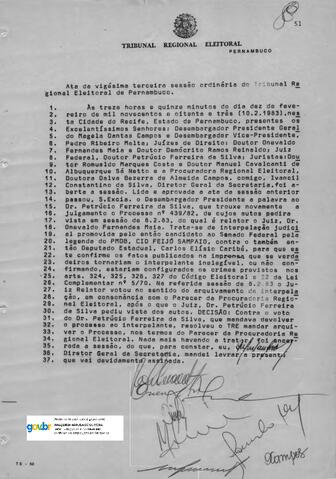 51
TRIBUNAL REGIONAL ELEITORAL
PERNAMBUCO
Ata da vigésima terceira sessão ordinária do Tribunal Re
gional Eleitoral de Pernambuco.
1. Às treze horas e quinze minutos do dia dez de feve
2. reiro de mil novecentos e oitenta e três (10.2.1983), nes
3. ta Cidade do Recife, Estado de Pernambuco, presentes os
4. Excelentíssimos Senhores: Desembargador Presidente Geral
5. do Magela Dantas Campos e Desembargador Vice-Presidente,
6. Pedro Ribeiro Malta; Juízes de Direito: Doutor Onevaldo
7. Fernandes Maia e Doutor Demócrito Ramos Reinaldo; Juiz
8. Federal, Doutor Petrúcio Ferreira da Silva; Juristas: Dou
9. tor Romualdo Marques Costa e Doutor Manuel Cavalcanti de
10. Albuquerque Sá Netto e a Procuradora Regional Eleitoral,
11. Doutora Dalva Bezerra de Almeida Campos, comigo, Ivancil
12. Constantino da Silva, Diretor Geral da Secretaria, foi a
13. berta a sessão, lida e aprovada a ata da sessão anterior
14. passou, S.Excia. o Desembargador Presidente a palavra ao
15. Dr. Petrúcio Ferreira da Silva, que trouxe novamente a
16. julgamento o Processo nº 439/82, de cujos autos pedira
17. vista em sessão de 8.2.83, do qual é relator o Juiz, Dr.
18. Onevaldo Fernandes Maia. Trata-se de interpelação judici
19. al promovida pelo então candidato ao Senado Federal pela
20. legenda do PMDB, CID FEIJÓ SAMPAIO, contra o também en-
21. tão Deputado Estadual, Carlos Elísio Caribé, para que es
22. te confirme os fatos publicados na imprensa que se verda
23. deiros tornariam o interpelante inelegível, ou não con-
24. firmando, estariam configurados os crimes previstos nos
25. arts. 324, 325, 326, 327 do Código Eleitoral e 22 da Lei
26. Complementar nº 5/70. Na referida sessão de 8.2.83 o Ju-
27. iz Relator votou no sentido do arquivamento da interpela-
28. ção, em consonância com o Parecer da Procuradoria Regio-
29. nal Eleitoral, após o que o Juiz, Dr. Petrúcio Ferreira
30. da Silva pediu vista dos autos. DECISÃO: Contra o voto
31. do Dr. Petrúcio Ferreira da Silva, que mandava devolver
32. o processo ao interpelante, resolveu o TRE mandar arqui-
33. ver o Processo, nos termos do Parecer da Procuradoria Re
34. gional Eleitoral. Nada mais havendo a tratar, foi encer-
35. rada a sessão, do que, para constar, eu,
36. Diretor Geral da Secretaria, mandei lavrar a presente
37. que vai devidamente assinada.
gov.br